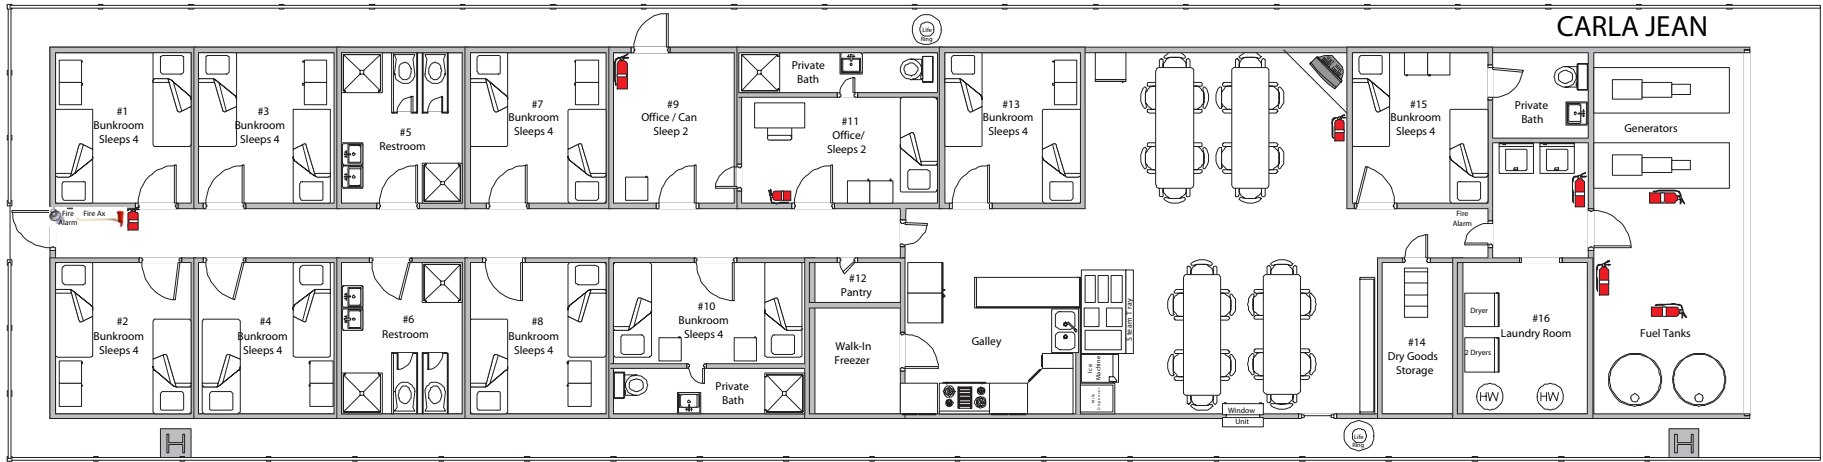 CARLA JEAN
Life
Ring
#1
Bunkroom
Sleeps 4
#3
Bunkroom
Sleeps 4
#5
Restroom
#7
Bunkroom
Sleeps 4
#9
Office / Can
Sleep 2
Private
Bath
#11
Office/
Sleeps 2
#13
Bunkroom
Sleeps 4
#15
Bunkroom
Sleeps 4
Private
Bath
Generators
Fire
Alarm
Fire Ax
Fire
Alarm
#2
Bunkroom
Sleeps 4
#4
Bunkroom
Sleeps 4
#6
Restroom
#8
Bunkroom
Sleeps 4
#10
Bunkroom
Sleeps 4
Private
Bath
#12
Pantry
Walk-In
Freezer
Galley
Steam Tray
Ice
Machine
Milk
Dispenser
Window
Unit
#14
Dry Goods
Storage
Dryer
2 Dryers
#16
Laundry Room
HW
HW
Fuel Tanks
H
Life
Ring
H